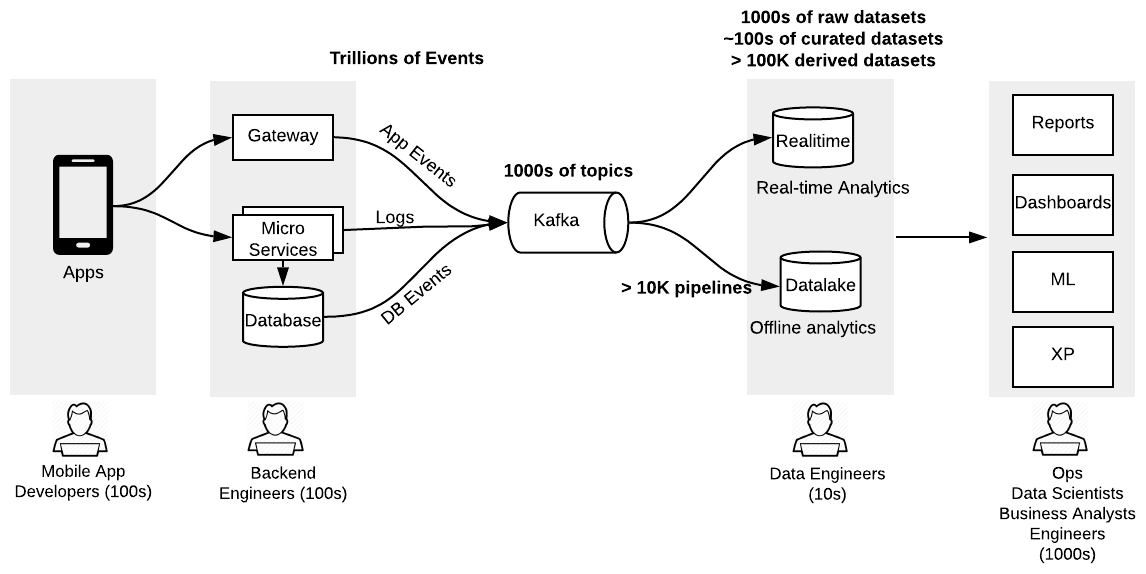 1000s of raw datasets
~100s of curated datasets
> 100K derived datasets
Trillions of Events
Apps
Gateway
Micro
Services
Database
App Events
Logs
DB Events
1000s of topics
Kafka
> 10K pipelines
Realitime
Real-time Analytics
Datalake
Offline analytics
Reports
Dashboards
ML
XP
Mobile App
Developers (100s)
Backend
Engineers (100s)
Data Engineers
(10s)
Ops
Data Scientists
Business Analysts
Engineers
(1000s)